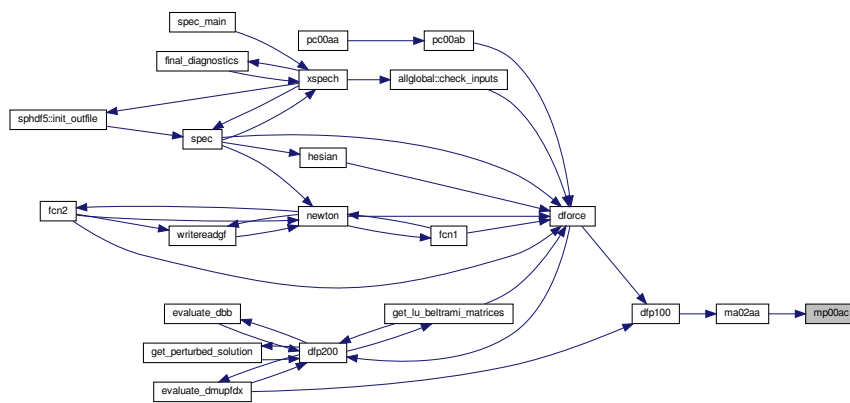 spec_main
pc00aa
pc00ab
final_diagnostics
xspech
allglobal::check_inputs
sphdf5::init_outfile
spec
hesian
fcn2
newton
dforce
writereadgf
fcn1
evaluate_dbb
get_lu_beltrami_matrices
dfp100
ma02aa
mp00ac
get_perturbed_solution
dfp200
evaluate_dmupfdx